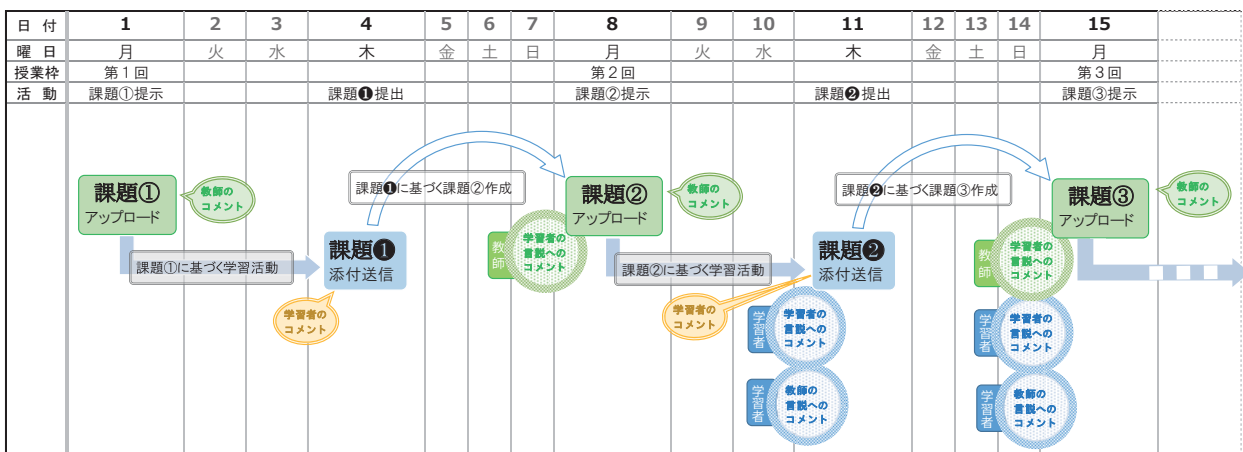 日 付 1 2 3 4 5 6 7 8 9 10 11 12 13 14 15
曜 日 月 火 水 木 金 土 日 月 火 水 木 金 土 日 月
授業枠 第1回 第2回 第3回
活 動 課題①提示 課題❶提出 課題②提示 課題❷提出 課題③提示
課題①
アップロード
教師の
コメント
課題①に基づく学習活動
課題❶に基づく課題②作成
課題❶
添付送信
学習者の
コメント
課題②
アップロード
教師の
コメント
教師
学習者の
言説への
コメント
課題②に基づく学習活動
学習者の
コメント
課題❷に基づく課題③作成
課題❷
添付送信
学習者
学習者の
言説への
コメント
学習者
教師の
言説への
コメント
課題③
アップロード
教師の
コメント
教師
学習者の
言説への
コメント
学習者
学習者の
言説への
コメント
学習者
教師の
言説への
コメント